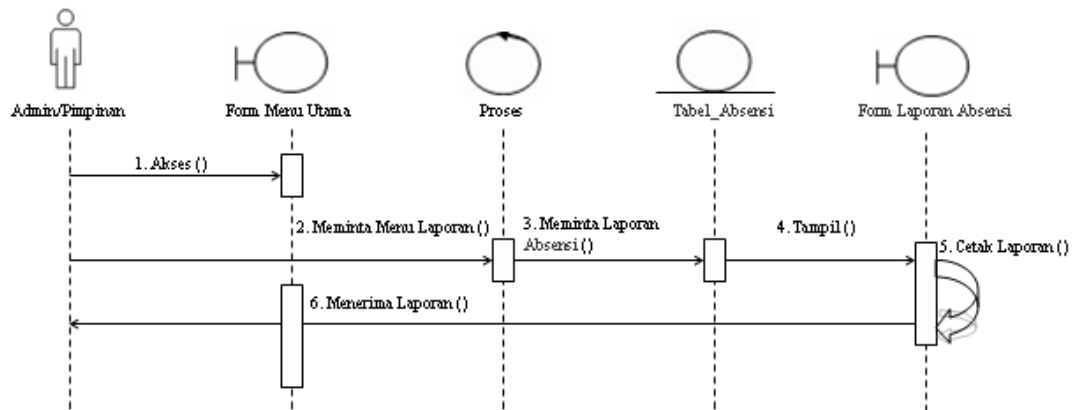 Admin/Pimpinan
Form Menu Utama
Proses
Tabel_Absensi
Form Laporan Absensi
1. Akses ()
2. Meminta Menu Laporan ()
3. Meminta Laporan
Absensi ()
4. Tampil ()
5. Cetak Laporan ()
6. Menerima Laporan ()